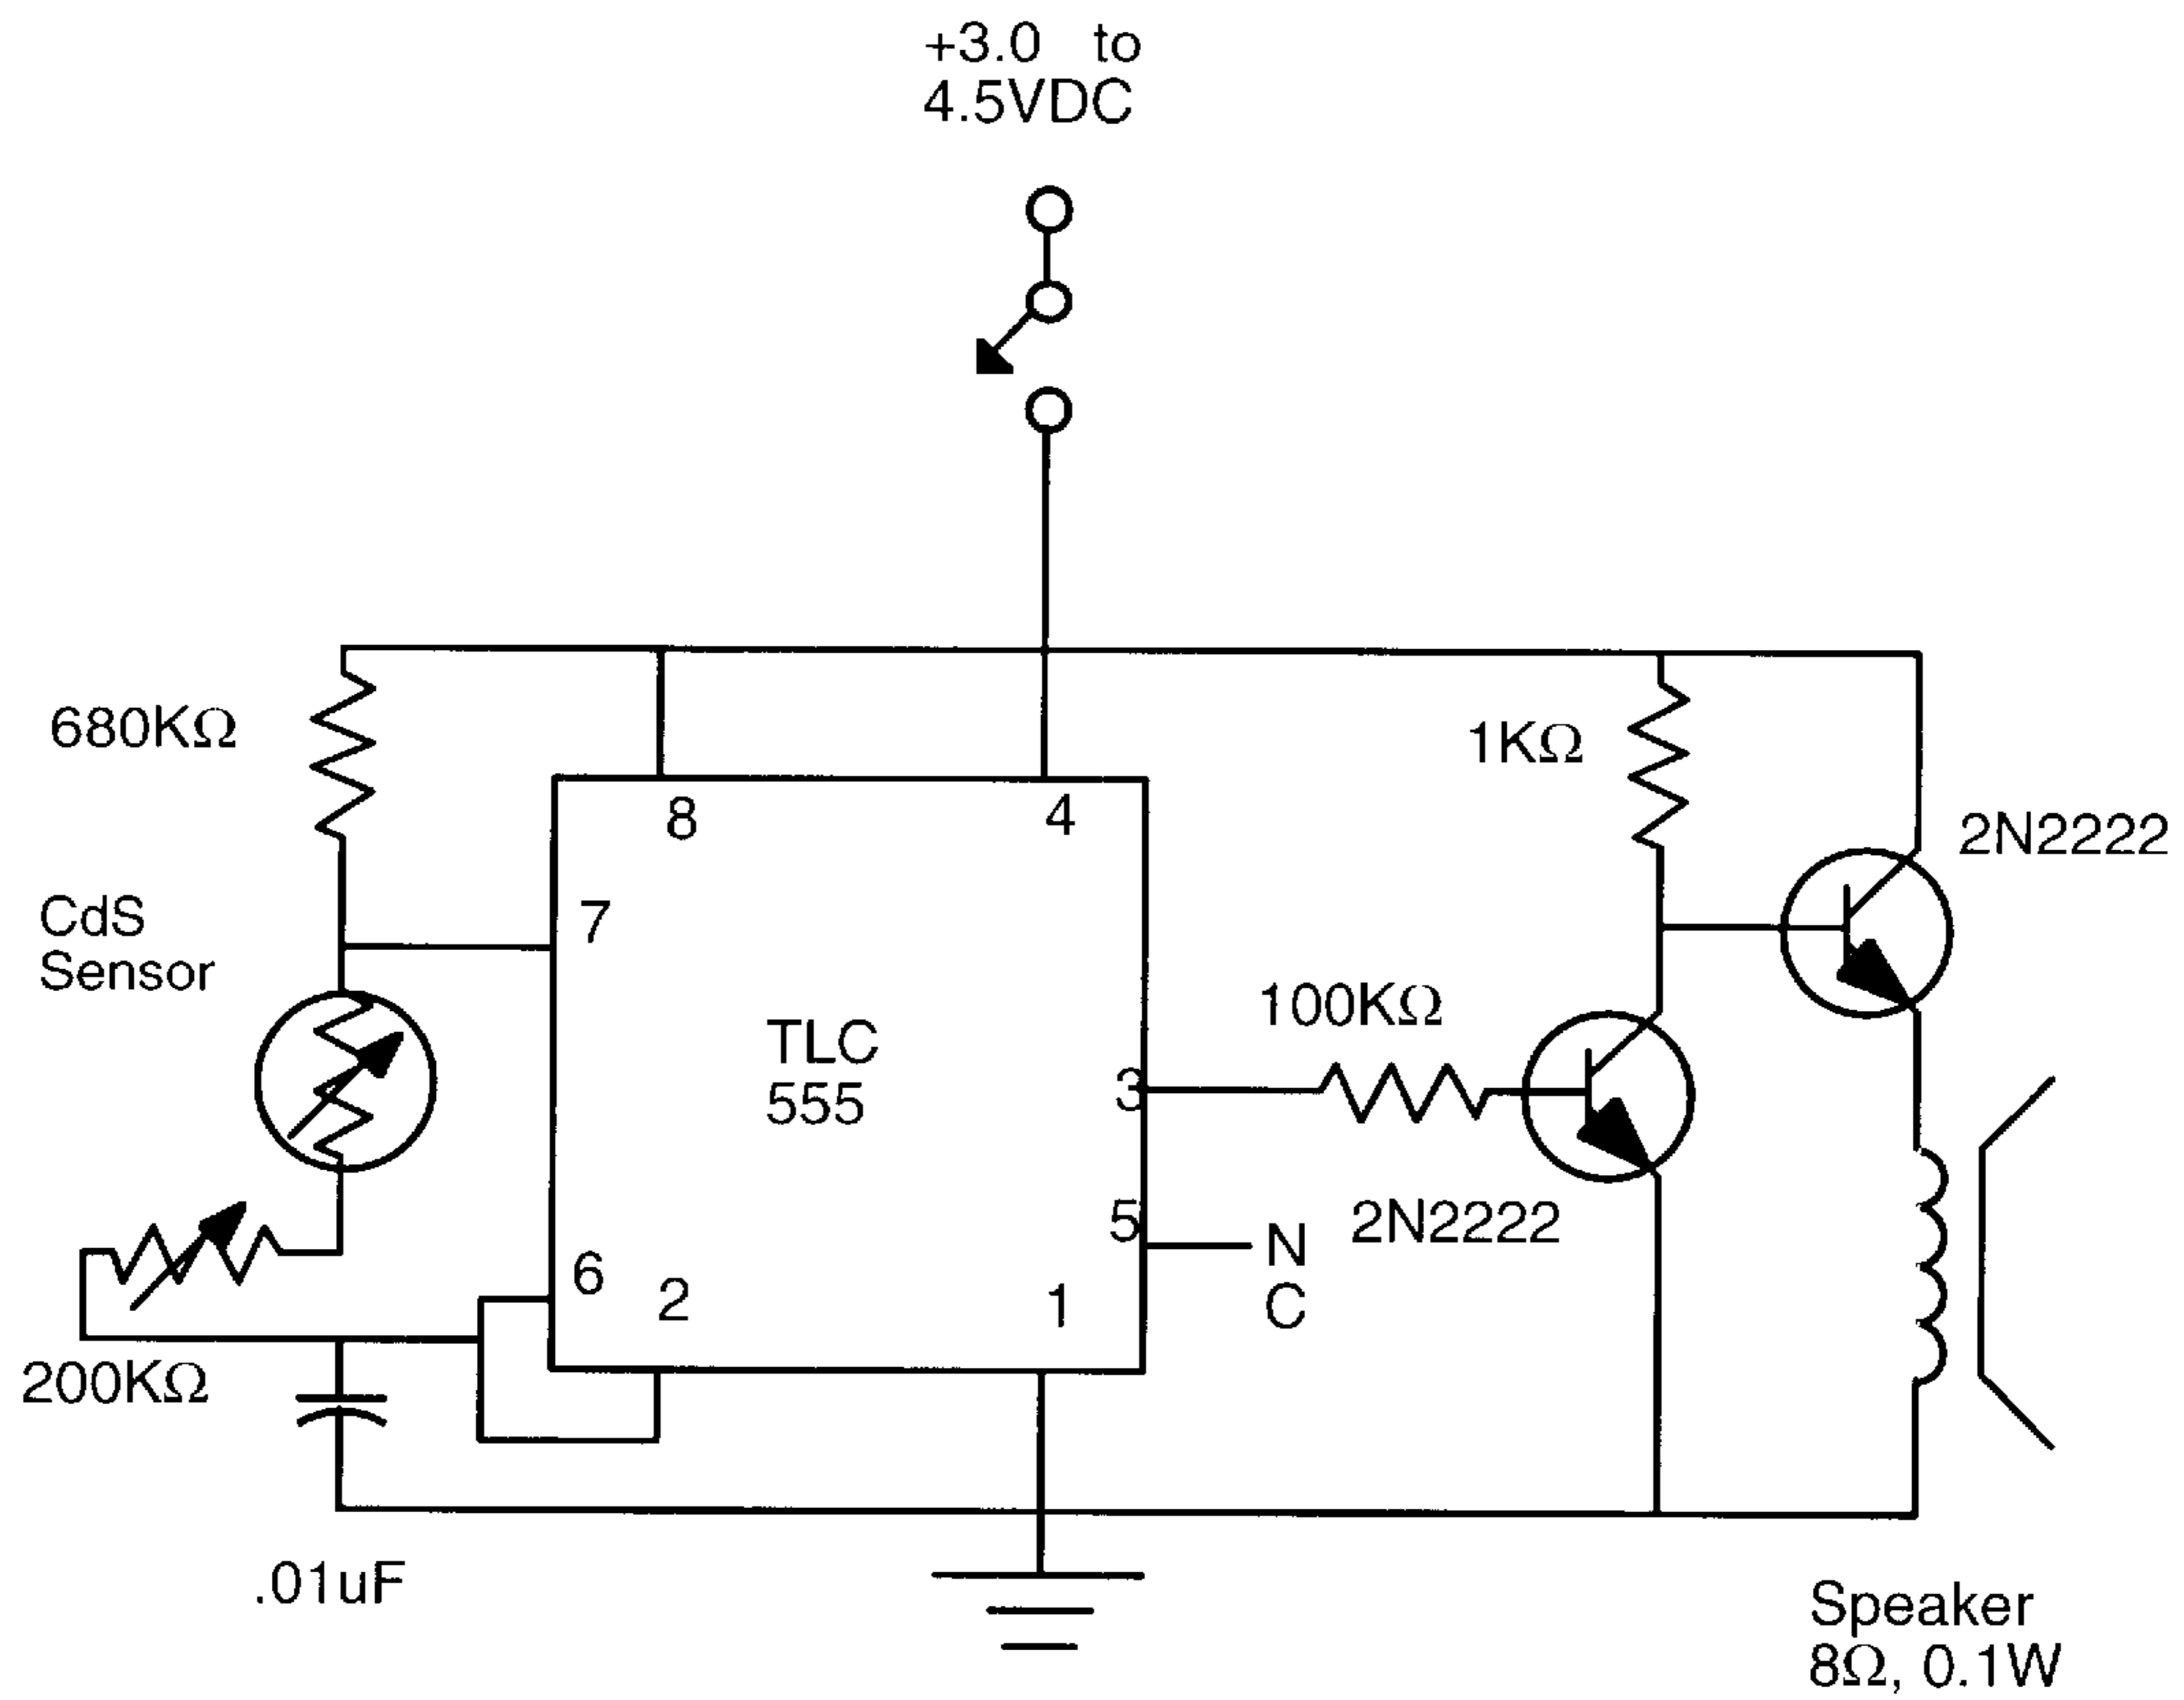 +3.0 to
4.5VDC
680KΩ
1KΩ
8
4
2N2222
CdS
Sensor
7
100KΩ
TLC
555
3
5
N
C
2N2222
6
2
1
200KΩ
.01uF
Speaker
8Ω, 0.1W